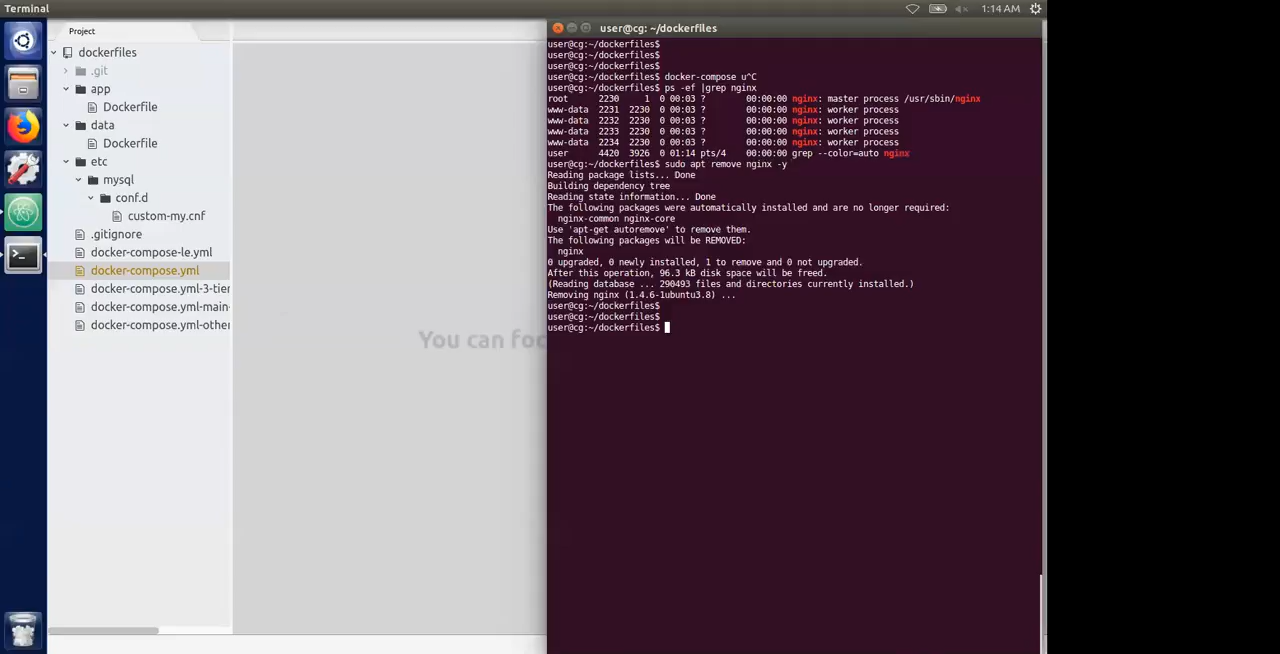 Terminal
1:14 AM
Project
dockerfiles
.git
app
Dockerfile
data
Dockerfile
etc
mysql
conf.d
custom-my.cnf
.gitignore
docker-compose-le.yml
docker-compose.yml
docker-compose.yml-3-tier
docker-compose.yml-main-
docker-compose.yml-other
You can foc
user@cg: ~/dockerfiles
user@cg:~/dockerfiles$
user@cg:~/dockerfiles$
user@cg:~/dockerfiles$
user@cg:~/dockerfiles$ docker-compose u^C
user@cg:~/dockerfiles$ ps -ef |grep nginx
root 2230 1 0 00:03 ? 00:00:00 nginx: master process /usr/sbin/nginx
www-data 2231 2230 0 00:03 ? 00:00:00 nginx: worker process
www-data 2232 2230 0 00:03 ? 00:00:00 nginx: worker process
www-data 2233 2230 0 00:03 ? 00:00:00 nginx: worker process
www-data 2234 2230 0 00:03 ? 00:00:00 nginx: worker process
user 4420 3926 0 01:14 pts/4 00:00:00 grep --color=auto nginx
user@cg:~/dockerfiles$ sudo apt remove nginx -y
Reading package lists... Done
Building dependency tree
Reading state information... Done
The following packages were automatically installed and are no longer required:
nginx-common nginx-core
Use 'apt-get autoremove' to remove them.
The following packages will be REMOVED:
nginx
0 upgraded, 0 newly installed, 1 to remove and 0 not upgraded.
After this operation, 96.3 kB disk space will be freed.
(Reading database ... 290493 files and directories currently installed.)
Removing nginx (1.4.6-1ubuntu3.8) ...
user@cg:~/dockerfiles$
user@cg:~/dockerfiles$
user@cg:~/dockerfiles$